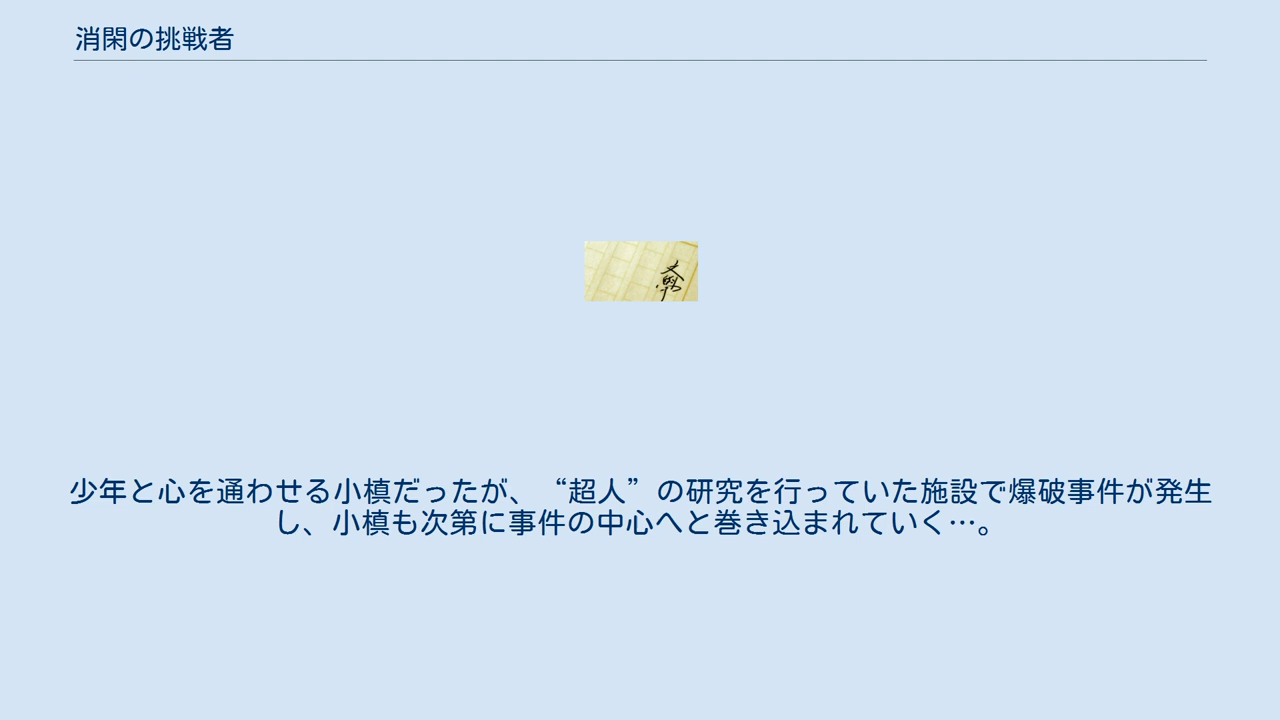 消閑の挑戦者
少年と心を通わせる小槙だったが、“超人”の研究を行っていた施設で爆破事件が発生
し、小槙も次第に事件の中心へと巻き込まれていく…。